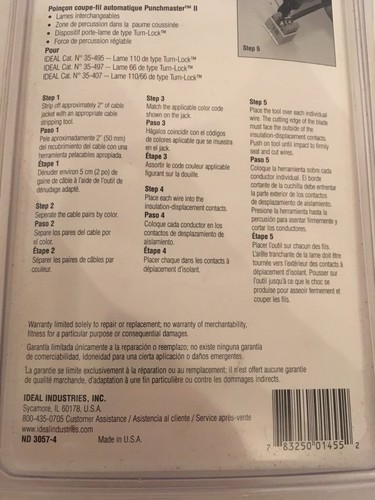 Poinçon coupe-fil automatique Punchmaster™ II
• Lames interchangeables
• Zone de percussion dans la paume coussinée
• Dispositif porte-lame de type Turn-Lock™
• Force de percussion réglable
Pour
IDEAL Cat. N° 35-495 — Lame 110 de type Turn-Lock™
IDEAL Cat. N° 35-497 — Lame 66 de type Turn-Lock™
IDEAL Cat. N° 35-407 — Lame 110/66 de type Turn-Lock™
Step 5
Step 1
Strip off approximately 2" of cable
jacket with an appropriate cable
stripping tool.
Paso 1
Pele aproximadamente 2" (50 mm)
del recubrimiento del cable con una
herramienta pelacables apropiada.
Étape 1
Dénuder environ 5 cm (2 po) de
gaine de câble à l'aide de l'outil de
dénudage adapté.
Step 2
Seperate the cable pairs by color.
Paso 2
Separe los pares del cable por
el color.
Étape 2
Séparer les paires de câbles par
couleur.
Step 3
Match the applicable color code
shown on the jack.
Paso 3
Hágalos coincidir con el códigos
de colores aplicable que se muestra
en el jack.
Étape 3
Assortir le code couleur applicable
figurant sur la douille.
Step 4
Place each wire into the
insulation-displacement contacts.
Paso 4
Coloque cada conductor en los
contactos de desplazamiento de
aislamiento.
Étape 4
Placer chaque dans les contacts à
déplacement d'isolant.
Step 5
Place the tool over each individual
wire. The cutting edge of the blade
must face the outside of the
insulation-displacement contacts.
Push on tool until impact to firmly
seat and cut wires.
Paso 5
Coloque la herramienta sobre cada
conductor individual. El borde
cortante de la cuchilla debe enfrentar
la parte exterior de los contactos
de desplazamiento de aislamiento.
Presione la herramienta hasta la
percusión para asentar firmemente y
cortar los conductores.
Étape 5
Placer l'outil sur chacun des fils.
L'arête tranchante de la lame doit être
tournée vers l'extérieur des contacts à
déplacement d'isolant. Pousser sur
l'outil jusqu'à ce que le choc se
produise pour asseoir fermement et
couper les fils.
Warranty limited solely to repair or replacement; no warranty of merchantability,
fitness for a particular purpose or consequential damages.
Garantía limitada únicamente a la reparación o reemplazo; no existe ninguna garantía
de comerciabilidad, idoneidad para una cierta aplicación o daños emergentes.
La garantie se limite exclusivement à la réparation ou au remplacement; il n'est offert aucune garantie
de qualité marchande, d'adaptation à une fin particulière ou contre les dommages indirects.
IDEAL INDUSTRIES, INC.
Sycamore, IL 60178, U.S.A.
800-435-0705 Customer Assistance / Asistencia al cliente / Service après-vente
www.idealindustries.com
ND 3057-4 Made in U.S.A.
7 83250 01455 2